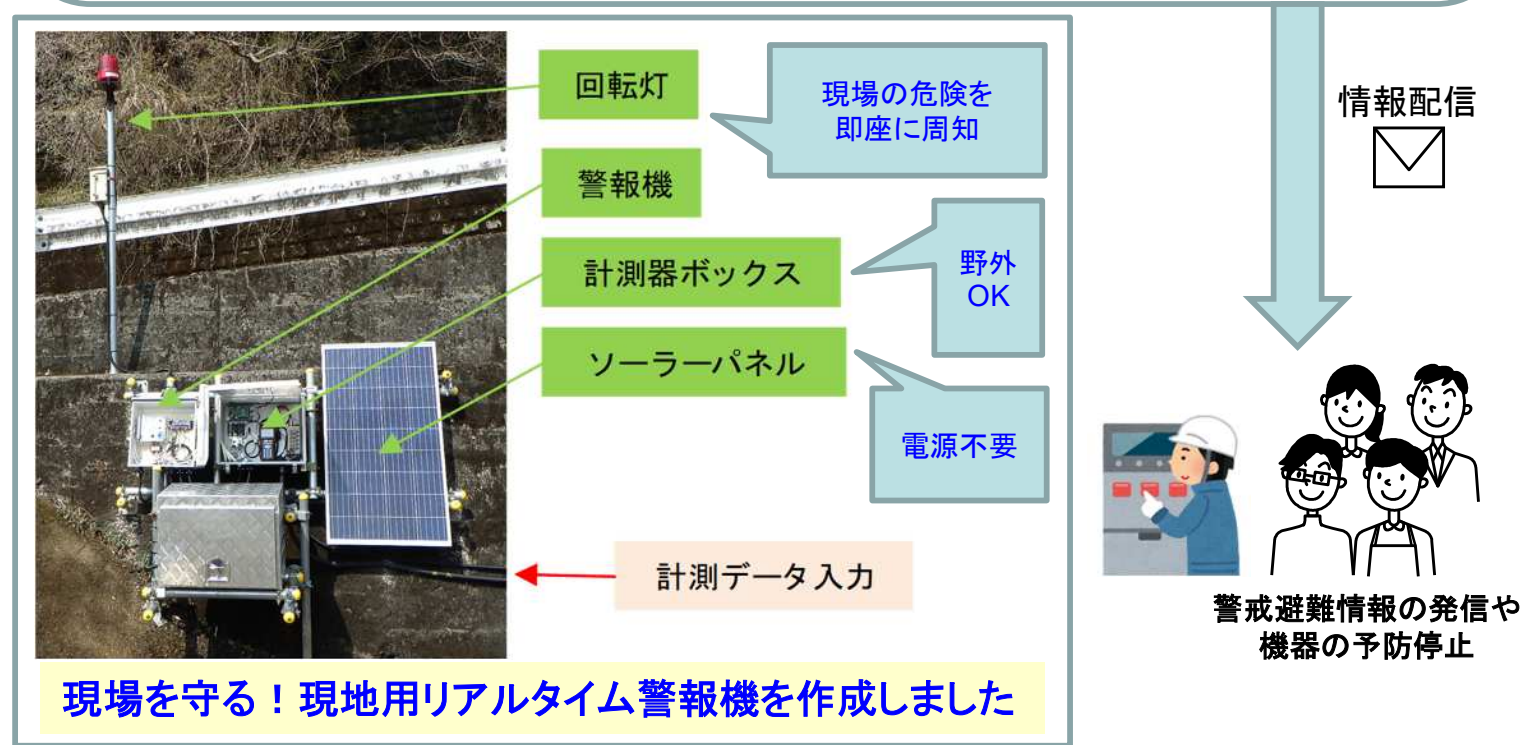 回転灯
現場の危険を
即座に周知
情報配信
警報機
計測器ボックス
野外
OK
ソーラーパネル
電源不要
計測データ入力
警戒避難情報の発信や
機器の予防停止
現場を守る！現地用リアルタイム警報機を作成しました